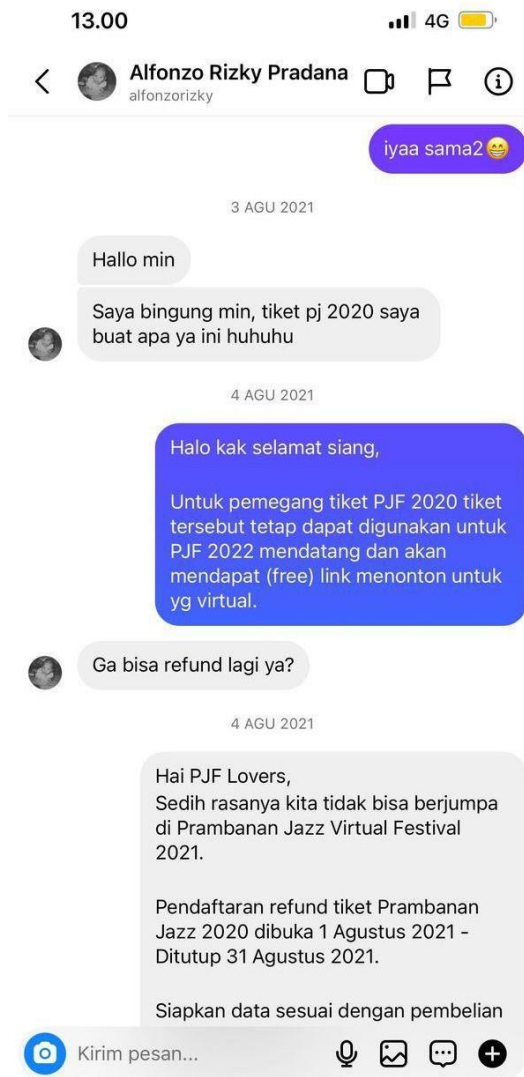 13.00
4G
Alfonzo Rizky Pradana
alfonzorizky
iyaa sama2😁
3 AGU 2021
Hallo min
Saya bingung min, tiket pj 2020 saya
buat apa ya ini huhuhu
4 AGU 2021
Halo kak selamat siang,
Untuk pemegang tiket PJF 2020 tiket
tersebut tetap dapat digunakan untuk
PJF 2022 mendatang dan akan
mendapat (free) link menonton untuk
yg virtual.
Ga bisa refund lagi ya?
4 AGU 2021
Hai PJF Lovers,
Sedih rasanya kita tidak bisa berjumpa
di Prambanan Jazz Virtual Festival
2021.
Pendaftaran refund tiket Prambanan
Jazz 2020 dibuka 1 Agustus 2021 -
Ditutup 31 Agustus 2021.
Siapkan data sesuai dengan pembelian
Kirim pesan...